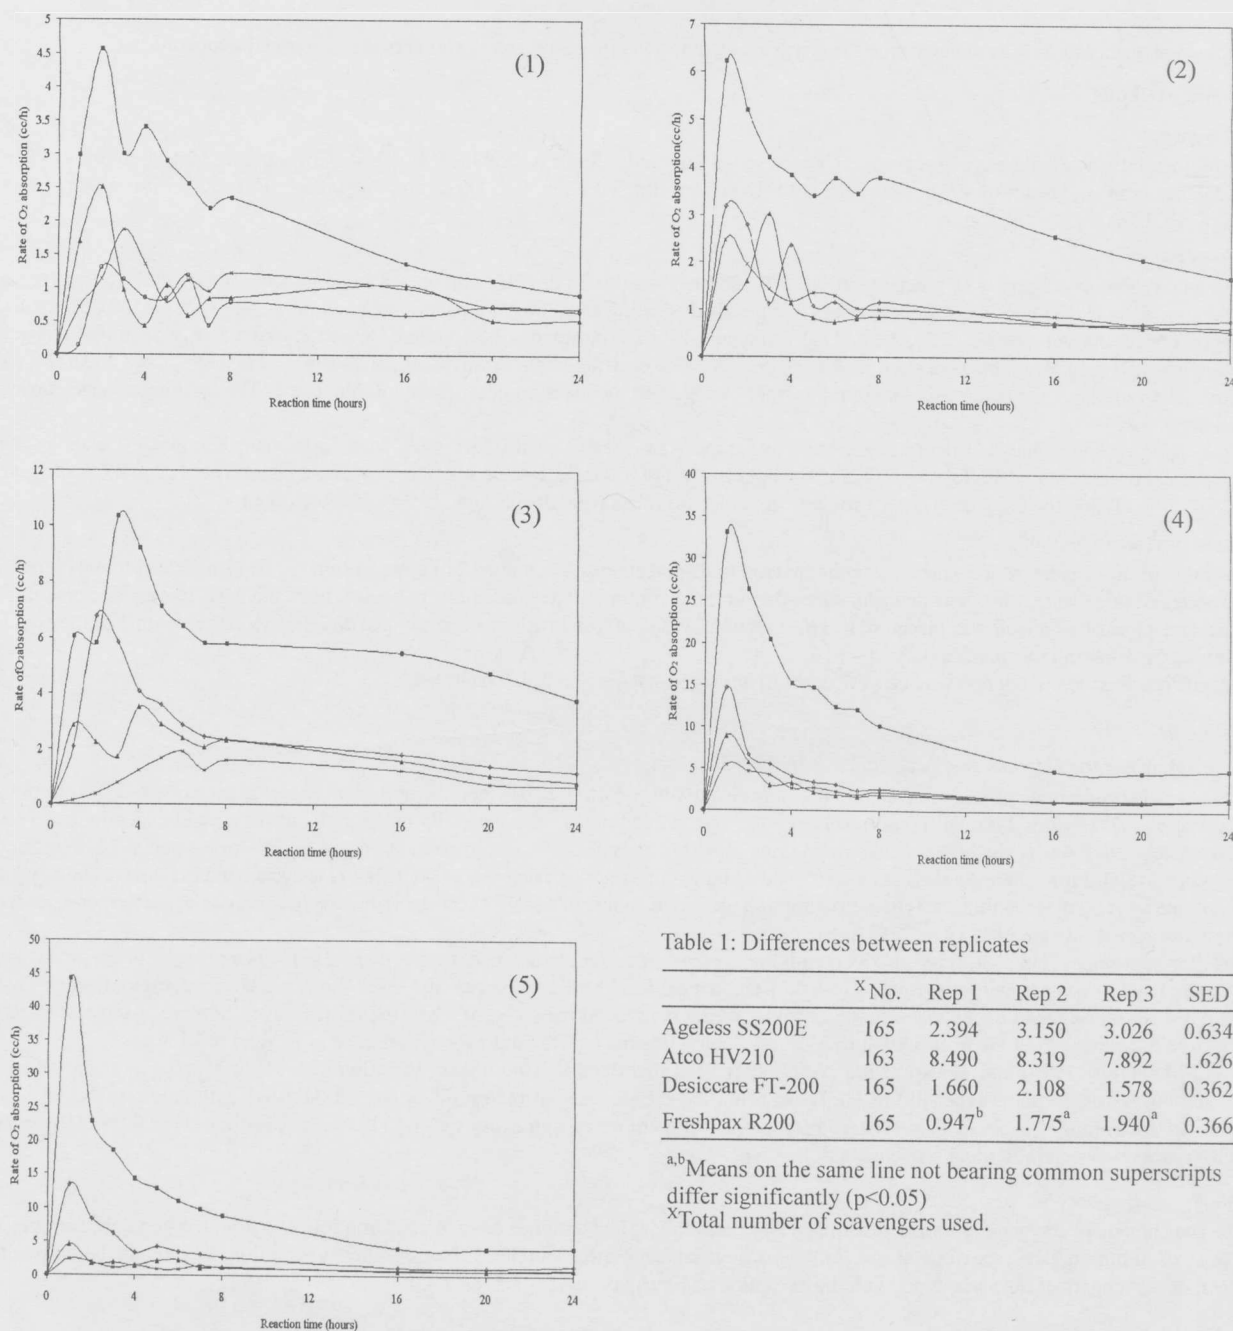 (1)
Rate of O₂ absorption (cc/h)
5
4.5
4
3.5
3
2.5
2
1.5
1
0.5
0
0 4 8 12 16 20 24
Reaction time (hours)
(2)
Rate of O₂ absorption(cc/h)
7
6
5
4
3
2
1
0
0 4 8 12 16 20 24
Reaction time (hours)
(3)
Rate ofO₂absorption (cc/h)
12
10
8
6
4
2
0
0 4 8 12 16 20 24
Reaction time (hours)
(4)
Rate of O₂ absorption (cc/h)
40
35
30
25
20
15
10
5
0
0 4 8 12 16 20 24
Reaction time (hours)
(5)
Rate of O₂ absorption (cc/h)
50
45
40
35
30
25
20
15
10
5
0
0 4 8 12 16 20 24
Reaction time (hours)
Table 1: Differences between replicates
ˣNo. Rep 1 Rep 2 Rep 3 SED
Ageless SS200E 165 2.394 3.150 3.026 0.634
Atco HV210 163 8.490 8.319 7.892 1.626
Desiccare FT-200 165 1.660 2.108 1.578 0.362
Freshpax R200 165 0.947ᵇ 1.775ᵃ 1.940ᵃ 0.366
ᵃ,ᵇMeans on the same line not bearing common superscripts
differ significantly (p<0.05)
ˣTotal number of scavengers used.